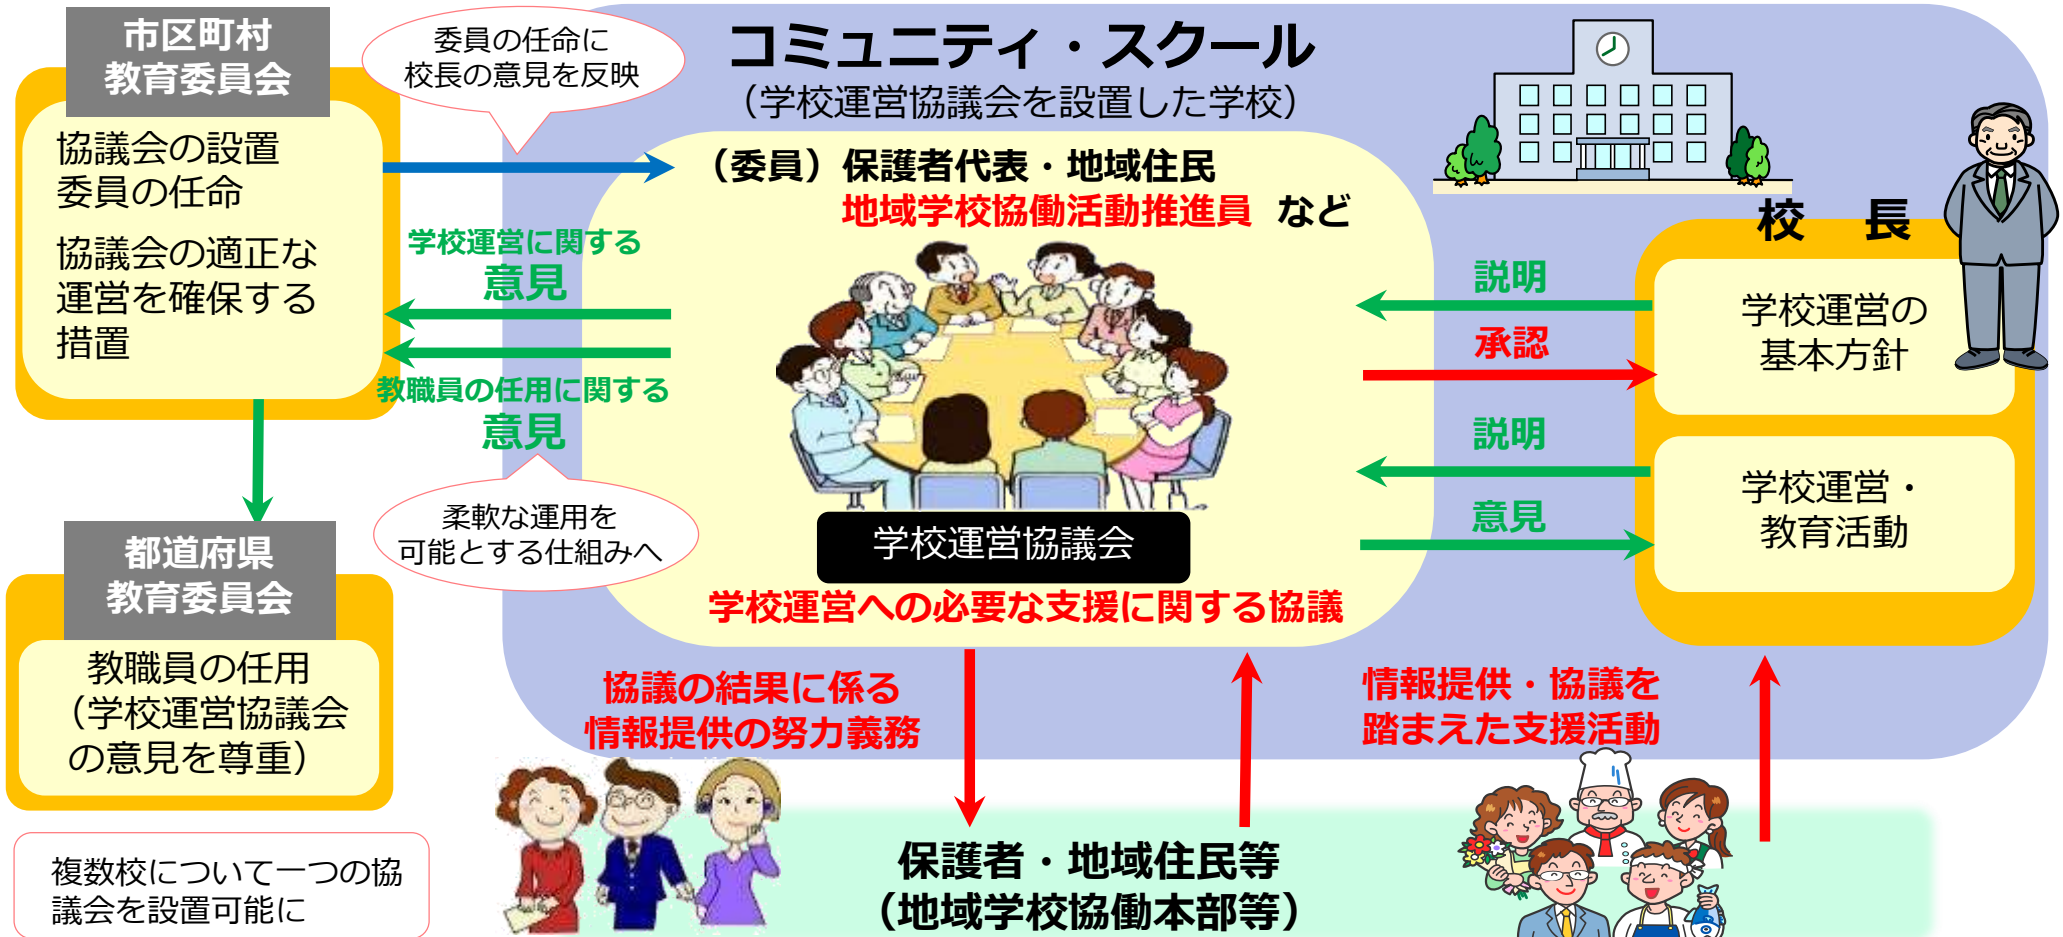 市区町村
教育委員会
協議会の設置
委員の任命
協議会の適正な
運営を確保する
措置
委員の任命に
校長の意見を反映
コミュニティ・スクール
（学校運営協議会を設置した学校）
（委員）保護者代表・地域住民
地域学校協働活動推進員 など
学校運営に関する
意見
教職員の任用に関する
意見
柔軟な運用を
可能とする仕組みへ
学校運営協議会
学校運営への必要な支援に関する協議
校 長
説明
承認
学校運営の
基本方針
説明
意見
学校運営・
教育活動
都道府県
教育委員会
教職員の任用
（学校運営協議会
の意見を尊重）
協議の結果に係る
情報提供の努力義務
情報提供・協議を
踏まえた支援活動
保護者・地域住民等
（地域学校協働本部等）
複数校について一つの協
議会を設置可能に